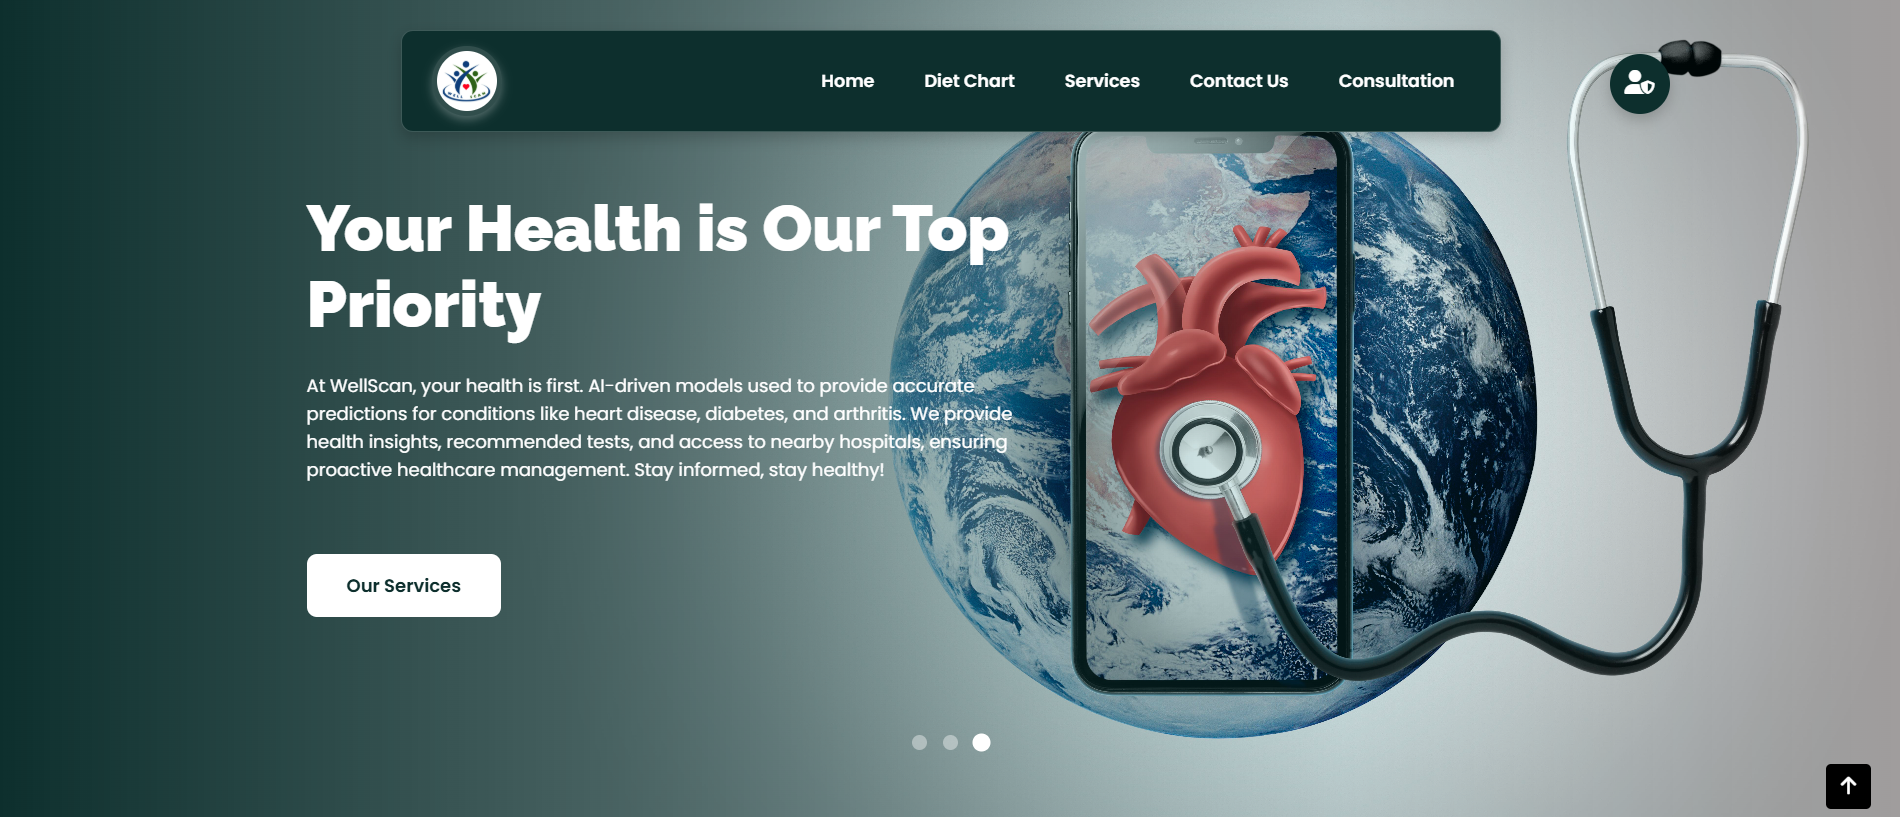 Home Diet Chart Services Contact Us Consultation
Your Health is Our Top
Priority
At WellScan, your health is first. AI-driven models used to provide accurate
predictions for conditions like heart disease, diabetes, and arthritis. We provide
health insights, recommended tests, and access to nearby hospitals, ensuring
proactive healthcare management. Stay informed, stay healthy!
Our Services